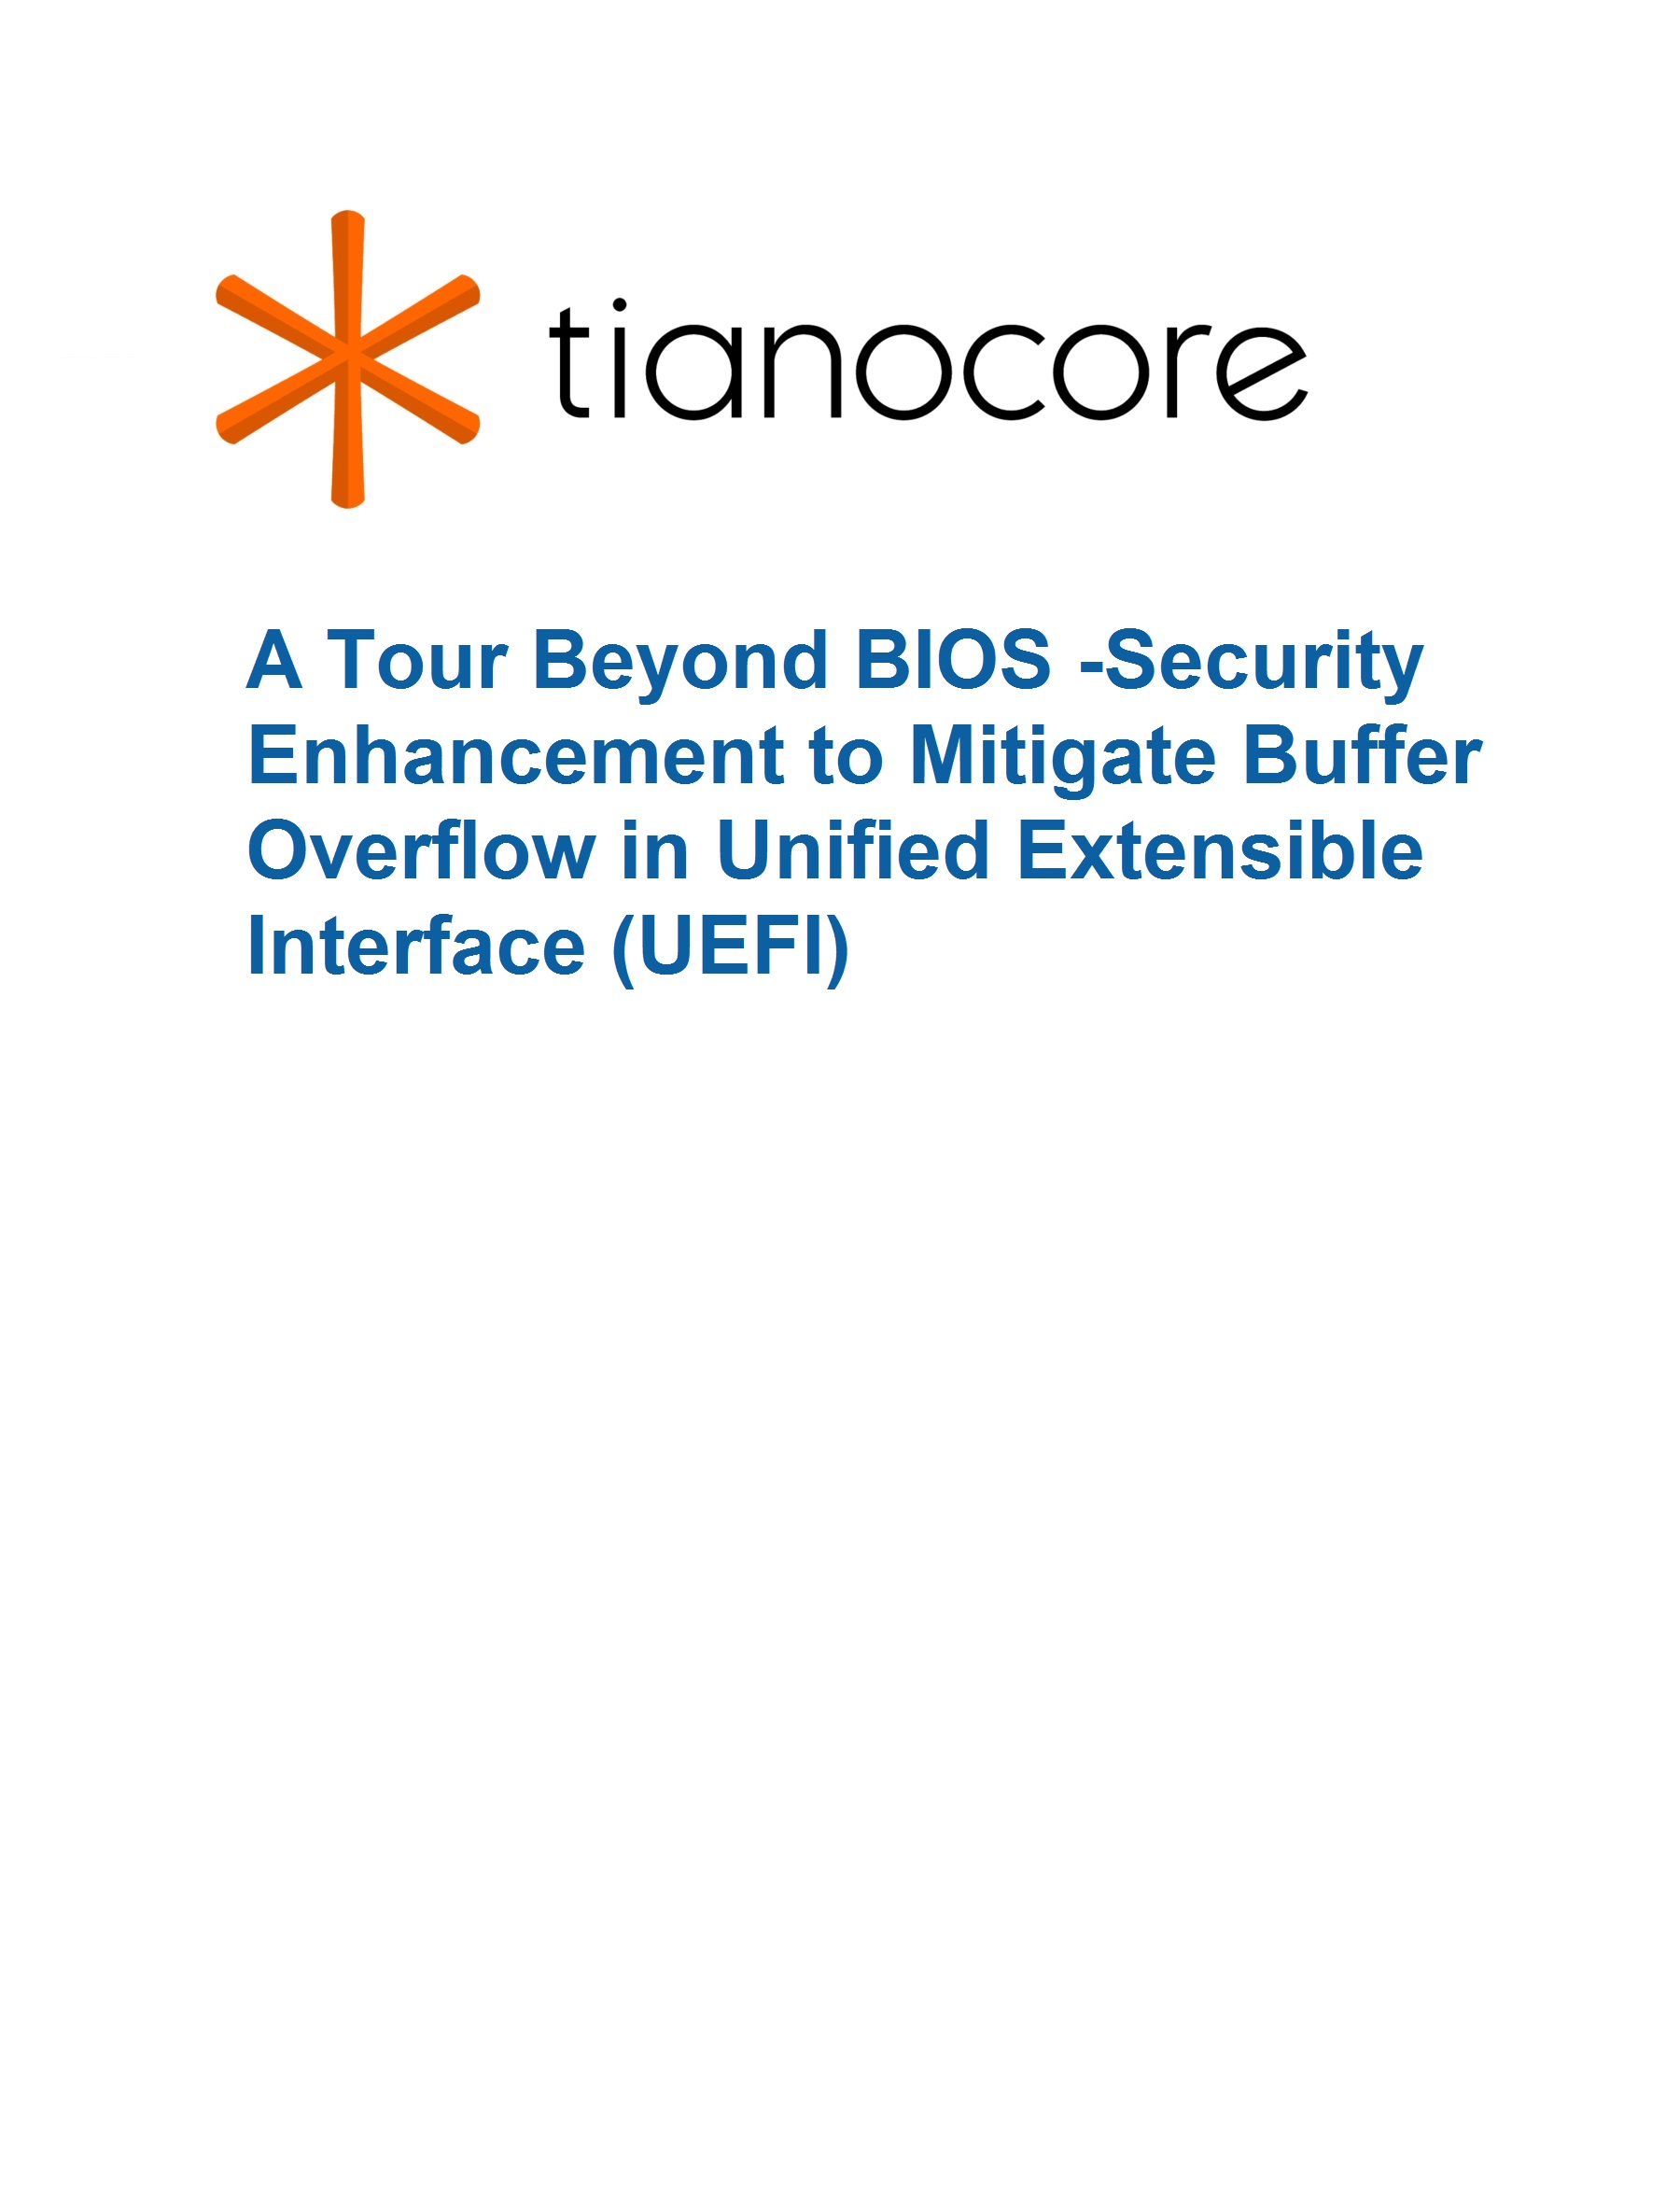 tianocore
A Tour Beyond BIOS -Security
Enhancement to Mitigate Buffer
Overflow in Unified Extensible
Interface (UEFI)